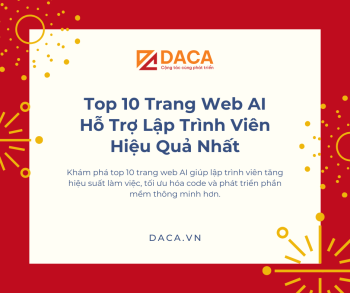 DACA
Cộng tác cùng phát triển
Top 10 Trang Web AI
Hỗ Trợ Lập Trình Viên
Hiệu Quả Nhất
Khám phá top 10 trang web AI giúp lập trình viên tăng
hiệu suất làm việc, tối ưu hóa code và phát triển phần
mềm thông minh hơn.
DACA.VN